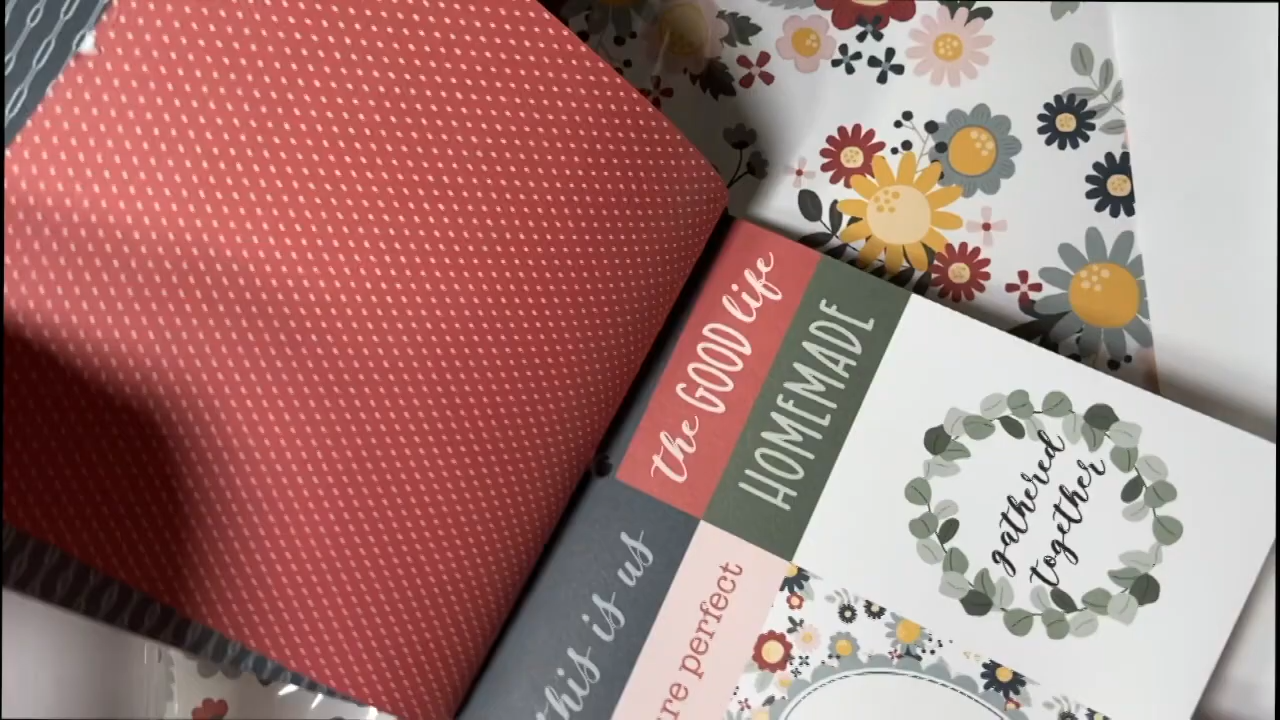 the GOOD life
HOMEMADE
gathered
together
this is us
perfect